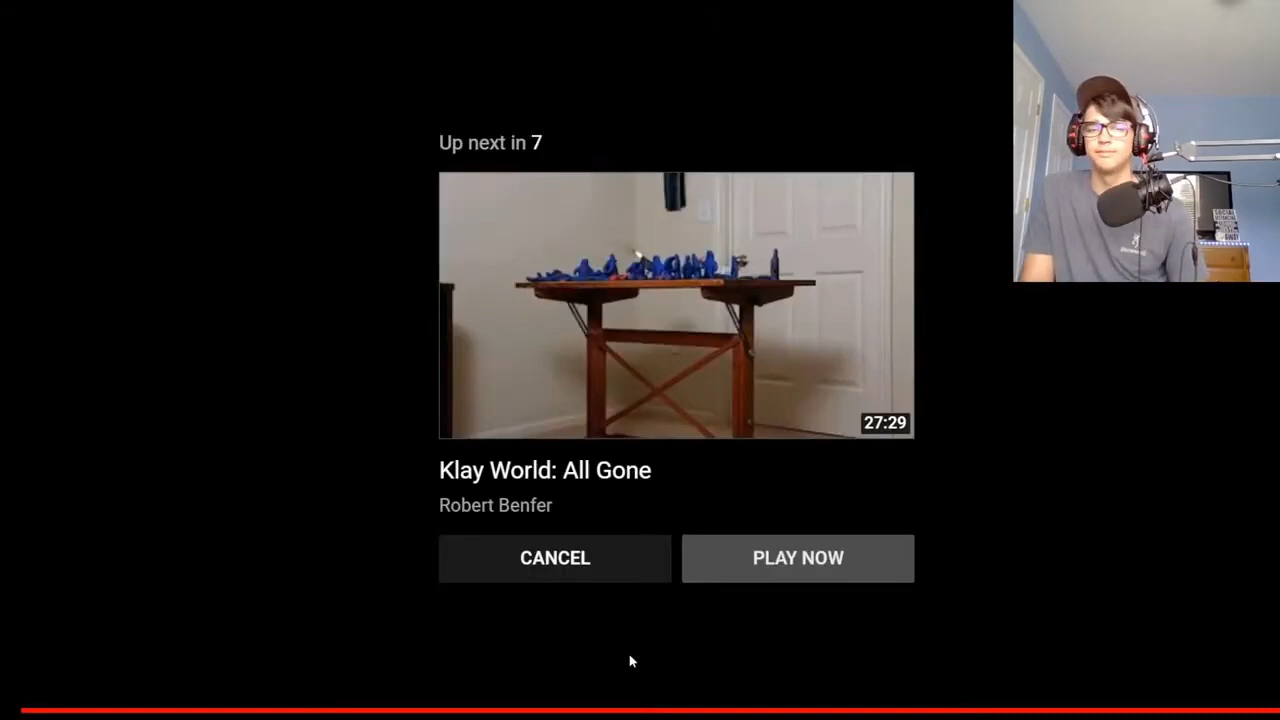 Up next in 7
27:29
Klay World: All Gone
Robert Benfer
CANCEL
PLAY NOW